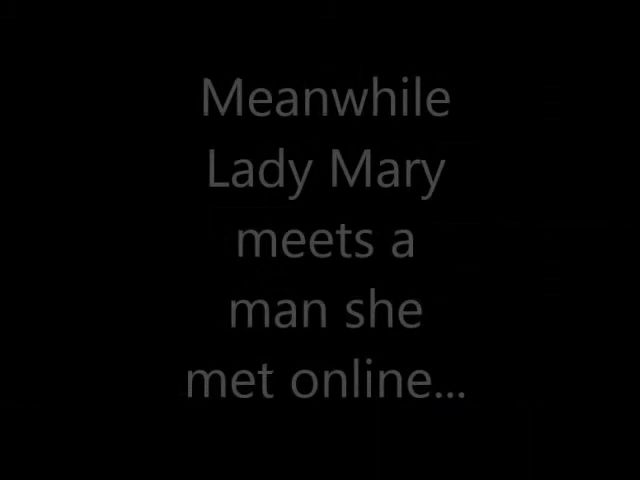 Meanwhile
Lady Mary
meets a
man she
met online...